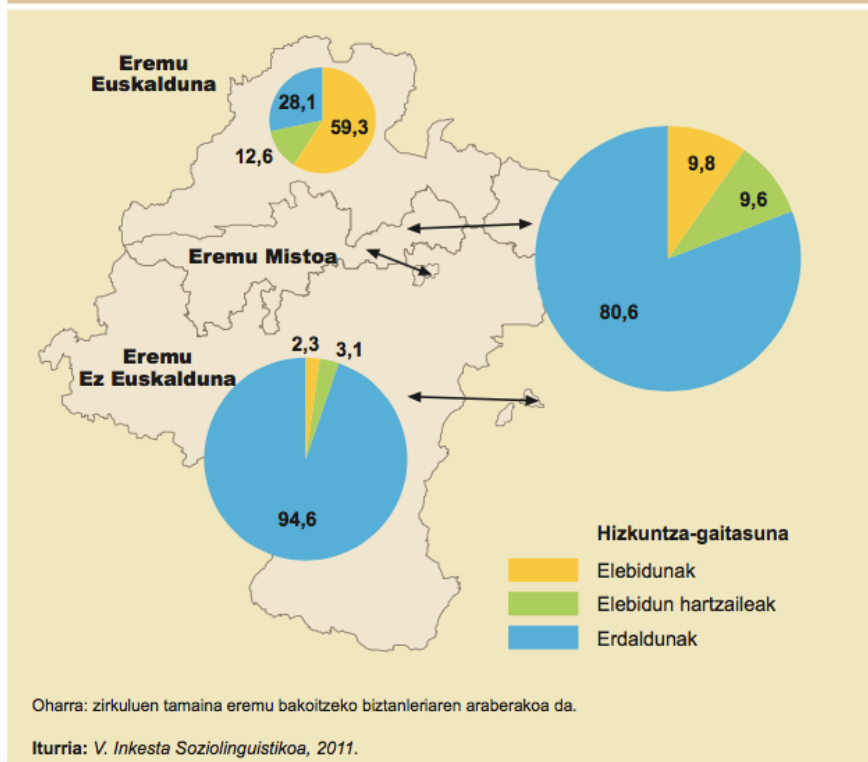 Eremu
Euskalduna
28,1
59,3
12,6
9,8
9,6
80,6
Eremu Mistoa
Eremu
Ez Euskalduna
2,3
3,1
94,6
Hizkuntza-gaitasuna
Elebidunak
Elebidun hartzaileak
Erdaldunak
Oharra: zirkuluen tamaina eremu bakoitzeko biztanleriaren araberakoa da.
Iturria: V. Inkesta Soziolinguistikoa, 2011.